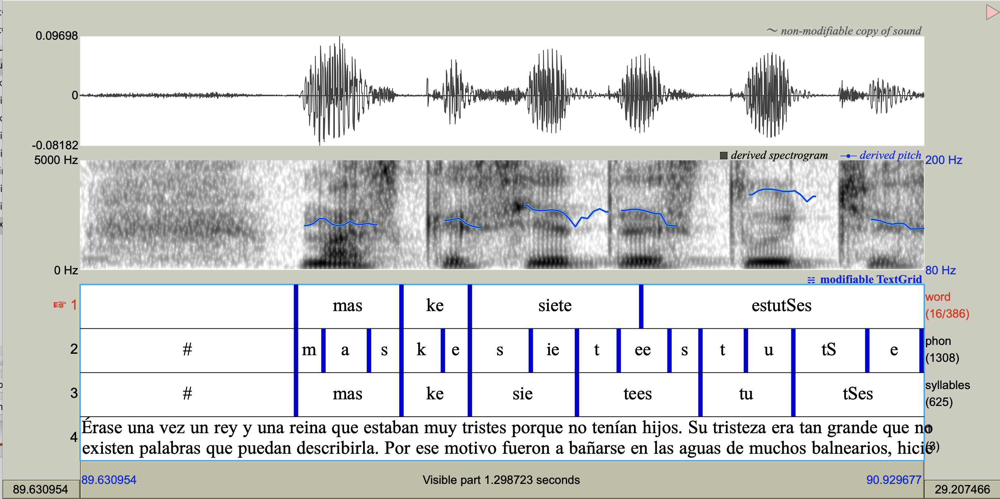 ~ non-modifiable copy of sound
0.09698
0
-0.08182
5000 Hz
derived spectrogram derived pitch
200 Hz
0 Hz
80 Hz
modifiable TextGrid
1 mas ke siete estutSes word
(16/386)
2 # m a s k e s ie t ee s t u tS e phon
(1308)
3 # mas ke sie tees tu tSes syllables
(625)
4 Érase una vez un rey y una reina que estaban muy tristes porque no tenían hijos. Su tristeza era tan grande que no
existen palabras que puedan describirla. Por ese motivo fueron a bañarse en las aguas de muchos balnearios, hicie
(3)
89.630954 Visible part 1.298723 seconds 90.929677
89.630954 29.207466